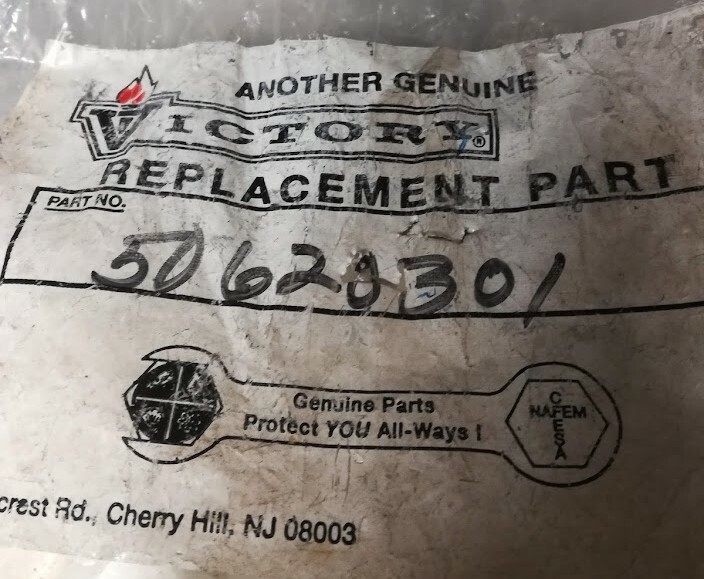 ANOTHER GENUINE
VICTORY®
REPLACEMENT PART
PART NO.
50620301
Genuine Parts
Protect YOU All-Ways !
NAFEM
CFESA
crest Rd., Cherry Hill, NJ 08003